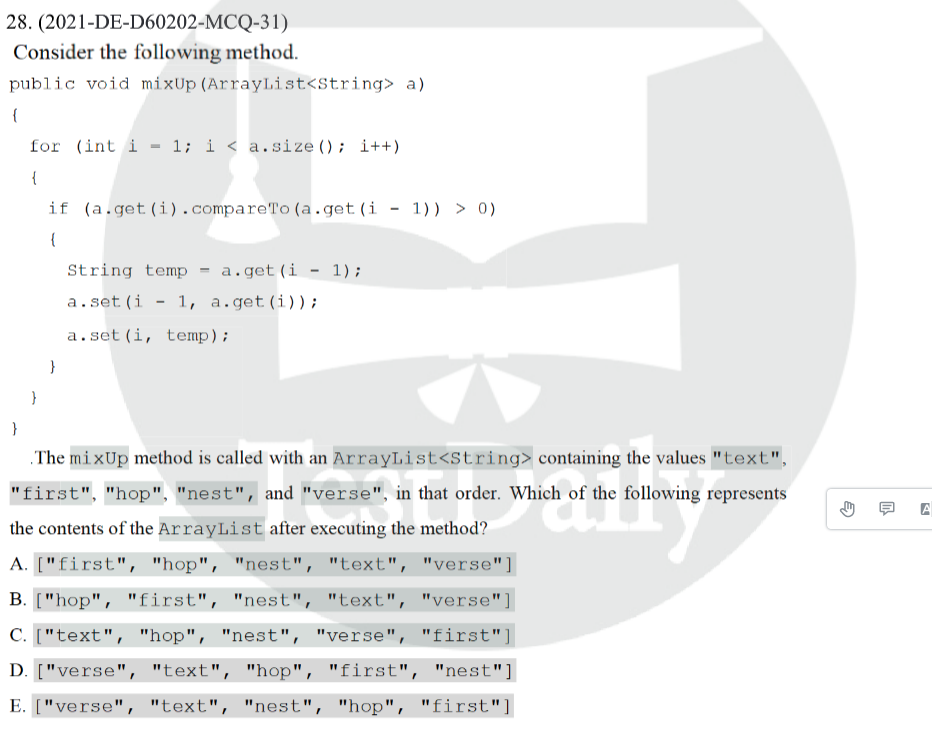 28. (2021-DE-D60202-MCQ-31)
Consider the following method.
public void mixUp(ArrayList<String> a)
{
for (int i = 1; i < a.size(); i++)
{
if (a.get(i).compareTo(a.get(i - 1)) > 0)
{
String temp = a.get(i - 1);
a.set(i - 1, a.get(i));
a.set(i, temp);
}
}
}
.The mixUp method is called with an ArrayList<String> containing the values "text",
"first", "hop", "nest", and "verse", in that order. Which of the following represents
the contents of the ArrayList after executing the method?
A. ["first", "hop", "nest", "text", "verse"]
B. ["hop", "first", "nest", "text", "verse"]
C. ["text", "hop", "nest", "verse", "first"]
D. ["verse", "text", "hop", "first", "nest"]
E. ["verse", "text", "nest", "hop", "first"]
TestDaily
A